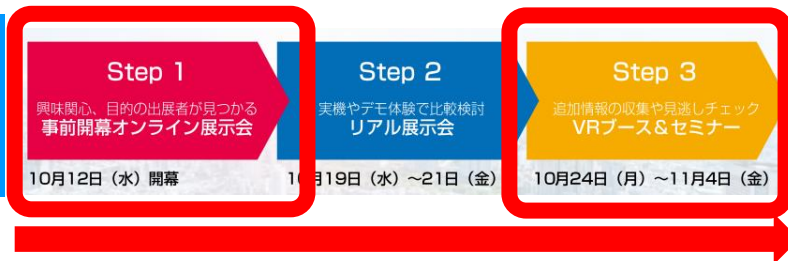 Step 1
興味関心、目的の出展者が見つかる
事前開幕オンライン展示会
10月12日（水）開幕
Step 2
実機やデモ体験で比較検討
リアル展示会
10月19日（水）～21日（金）
Step 3
追加情報の収集や見逃しチェック
VRブース＆セミナー
10月24日（月）～11月4日（金）